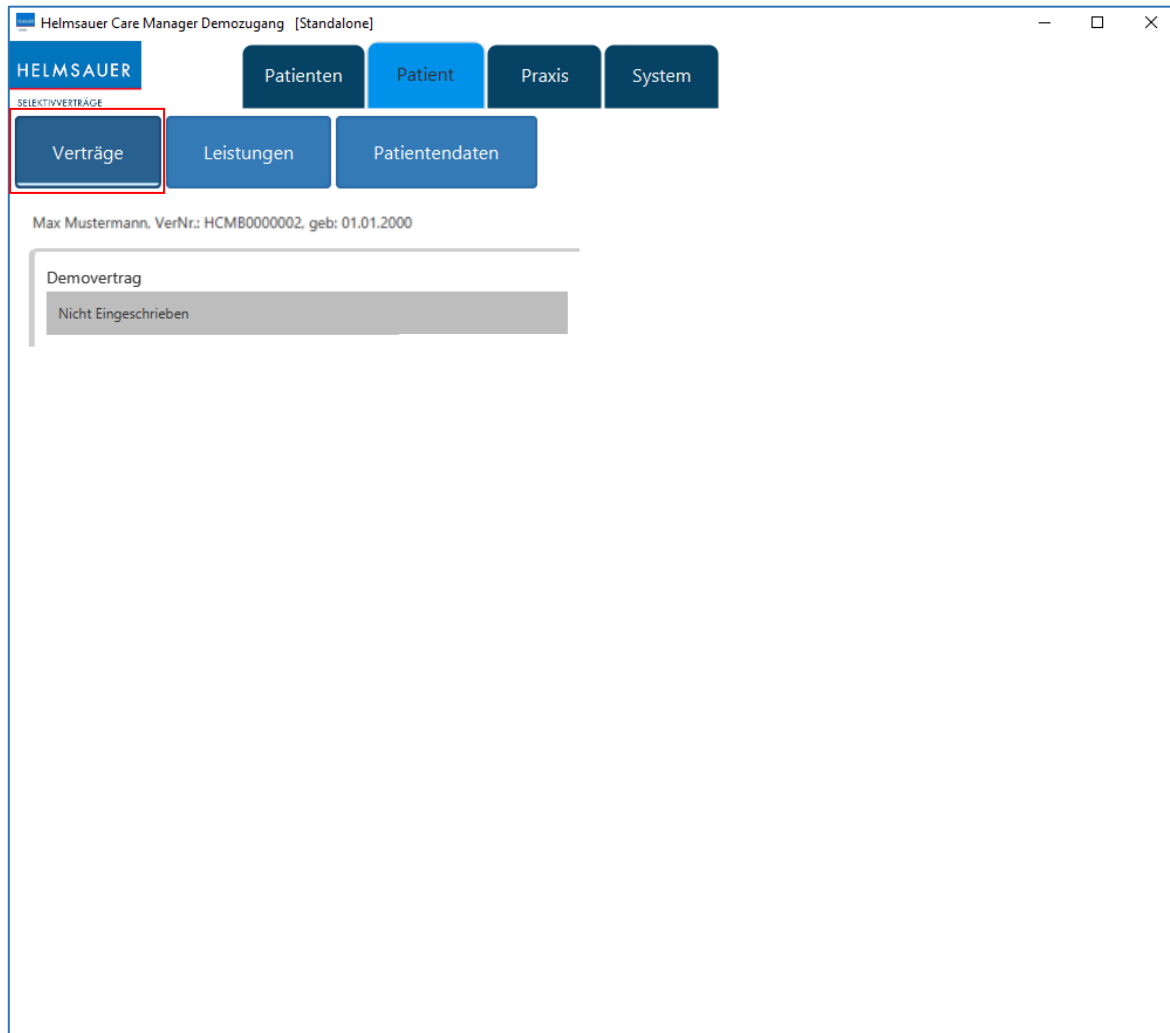 Helmsauer Care Manager Demozugang [Standalone]
HELMSAUER
SELEKTIVVERTRÄGE
Patienten Patient Praxis System
Verträge Leistungen Patientendaten
Max Mustermann, VerNr.: HCMB0000002, geb: 01.01.2000
Demovertrag
Nicht Eingeschrieben